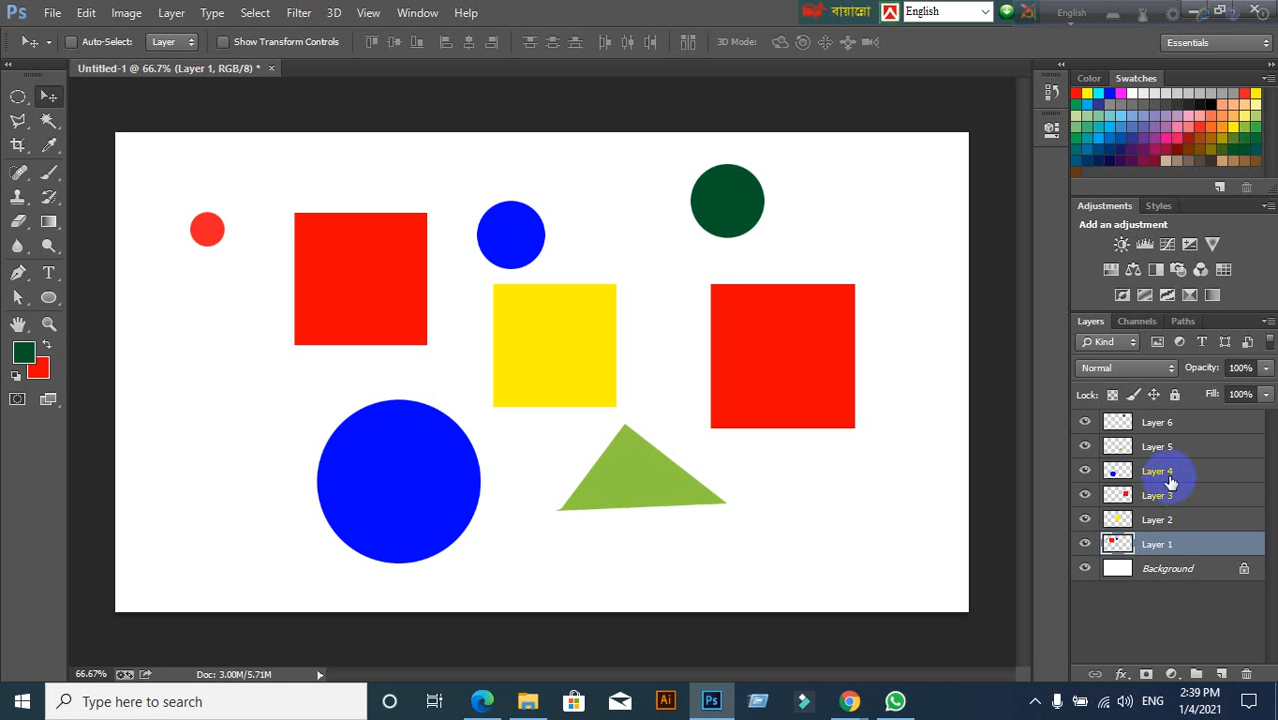 Ps File Edit Image Layer Type Select Filter 3D View Window Help
বায়ান্নো English English
Auto-Select: Layer Show Transform Controls 3D Mode: Essentials
Untitled-1 @ 66.7% (Layer 1, RGB/8) * ×
Color Swatches
Adjustments Styles
Add an adjustment
Layers Channels Paths
Kind
Normal Opacity: 100%
Lock: Fill: 100%
Layer 6
Layer 5
Layer 4
Layer 3
Layer 2
Layer 1
Background
66.67% Doc: 3.00M/5.71M
Type here to search
Ai Ps
ENG
2:39 PM
1/4/2021